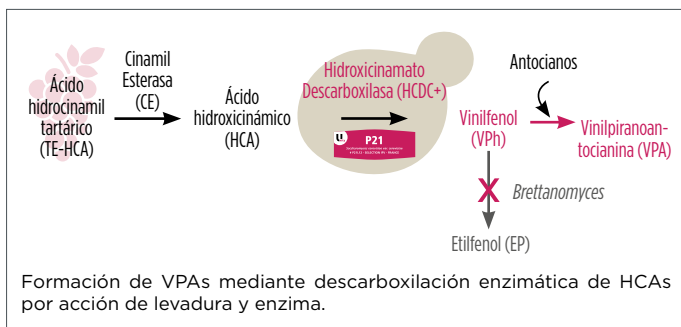 Ácido
hidrocinamil
tartárico
(TE-HCA)
Cinamil
Esterasa
(CE)
Ácido
hidroxicinámico
(HCA)
Hidroxicinamato
Descarboxilasa (HCDC+)
U.
P21
Vinilfenol
(VPh)
Antocianos
Vinilpiranoan-
tocianina (VPA)
X
Brettanomyces
Etilfenol (EP)
Formación de VPAs mediante descarboxilación enzimática de HCAs
por acción de levadura y enzima.